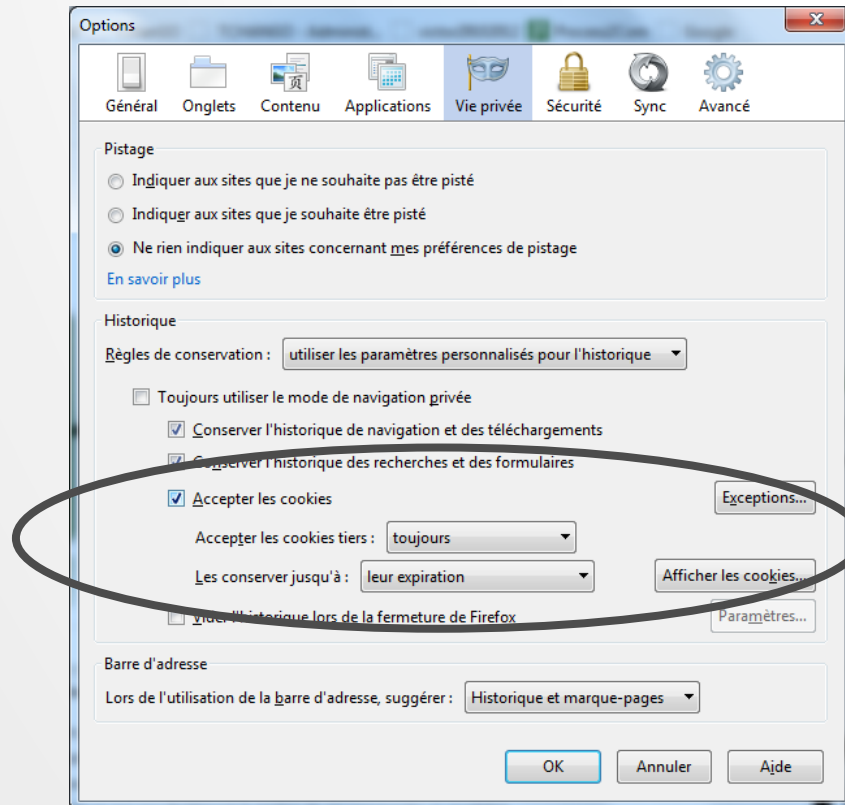 Options
Général Onglets Contenu Applications Vie privée Sécurité Sync Avancé
Pistage
Indiquer aux sites que je ne souhaite pas être pisté
Indiquer aux sites que je souhaite être pisté
Ne rien indiquer aux sites concernant mes préférences de pistage
En savoir plus
Historique
Règles de conservation : utiliser les paramètres personnalisés pour l'historique
Toujours utiliser le mode de navigation privée
Conserver l'historique de navigation et des téléchargements
Conserver l'historique des recherches et des formulaires
Accepter les cookies Exceptions...
Accepter les cookies tiers : toujours
Les conserver jusqu'à : leur expiration Afficher les cookies...
Vider l'historique lors de la fermeture de Firefox Paramètres...
Barre d'adresse
Lors de l'utilisation de la barre d'adresse, suggérer : Historique et marque-pages
OK Annuler Aide